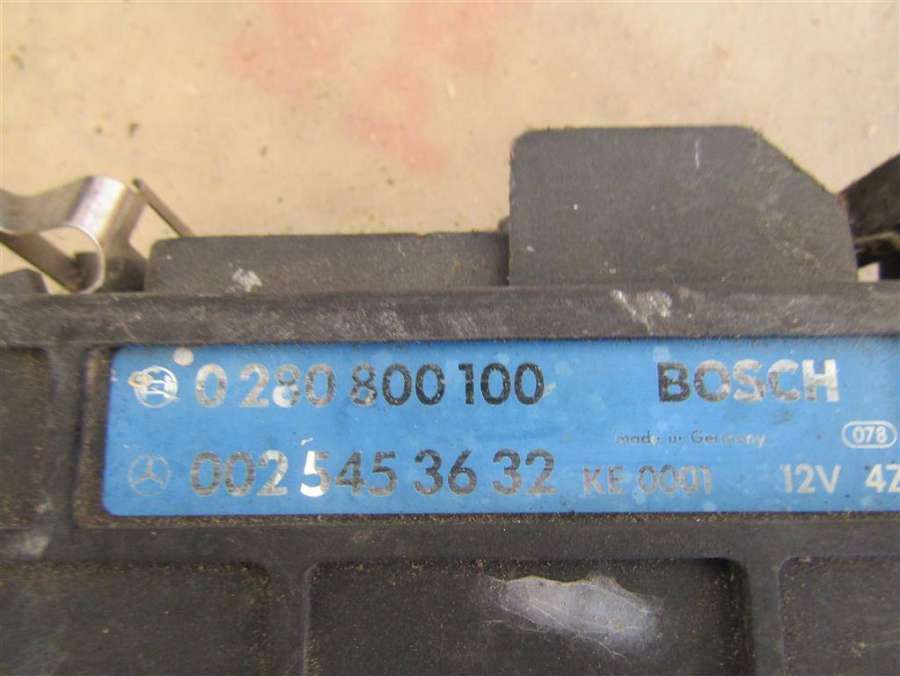 0 280 800 100 BOSCH
made in Germany 078
002 545 36 32 KE 0001 12V 4Z